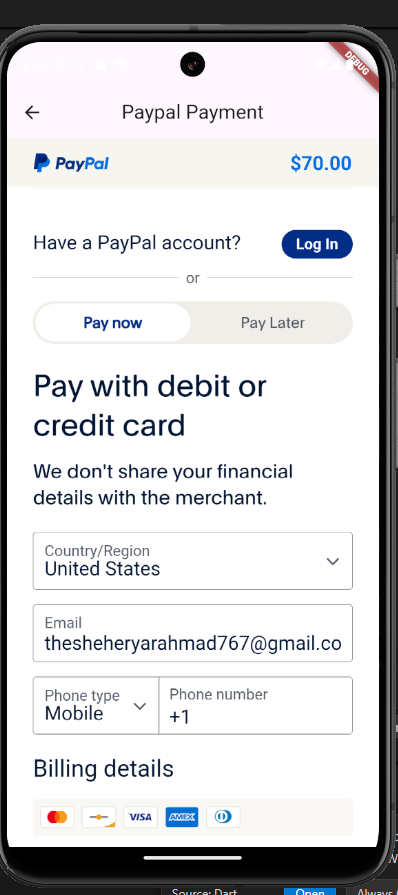 DEBUG
Paypal Payment
PayPal $70.00
Have a PayPal account? Log In
or
Pay now Pay Later
Pay with debit or
credit card
We don't share your financial
details with the merchant.
Country/Region
United States
Email
thesheheryarahmad767@gmail.co
Phone type Phone number
Mobile +1
Billing details
VISA AMEX
Source: Dart Open Always